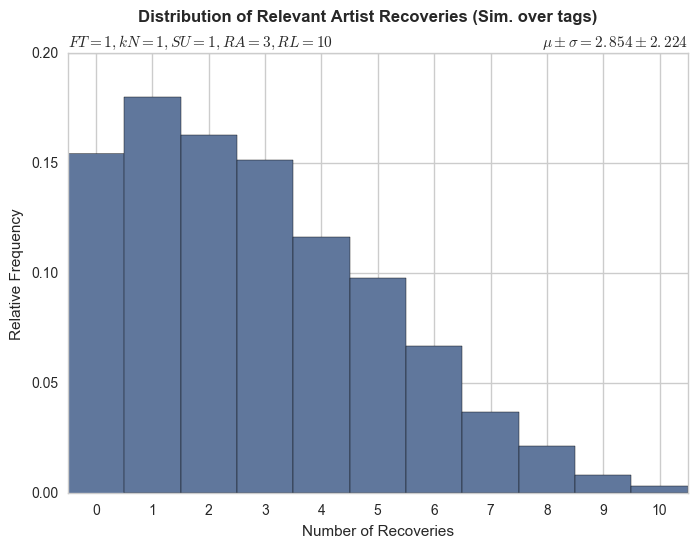 Distribution of Relevant Artist Recoveries (Sim. over tags)
FT = 1, kN = 1, SU = 1, RA = 3, RL = 10
μ ± σ = 2.854 ± 2.224
0.20
0.15
0.10
0.05
0.00
Relative Frequency
0 1 2 3 4 5 6 7 8 9 10
Number of Recoveries